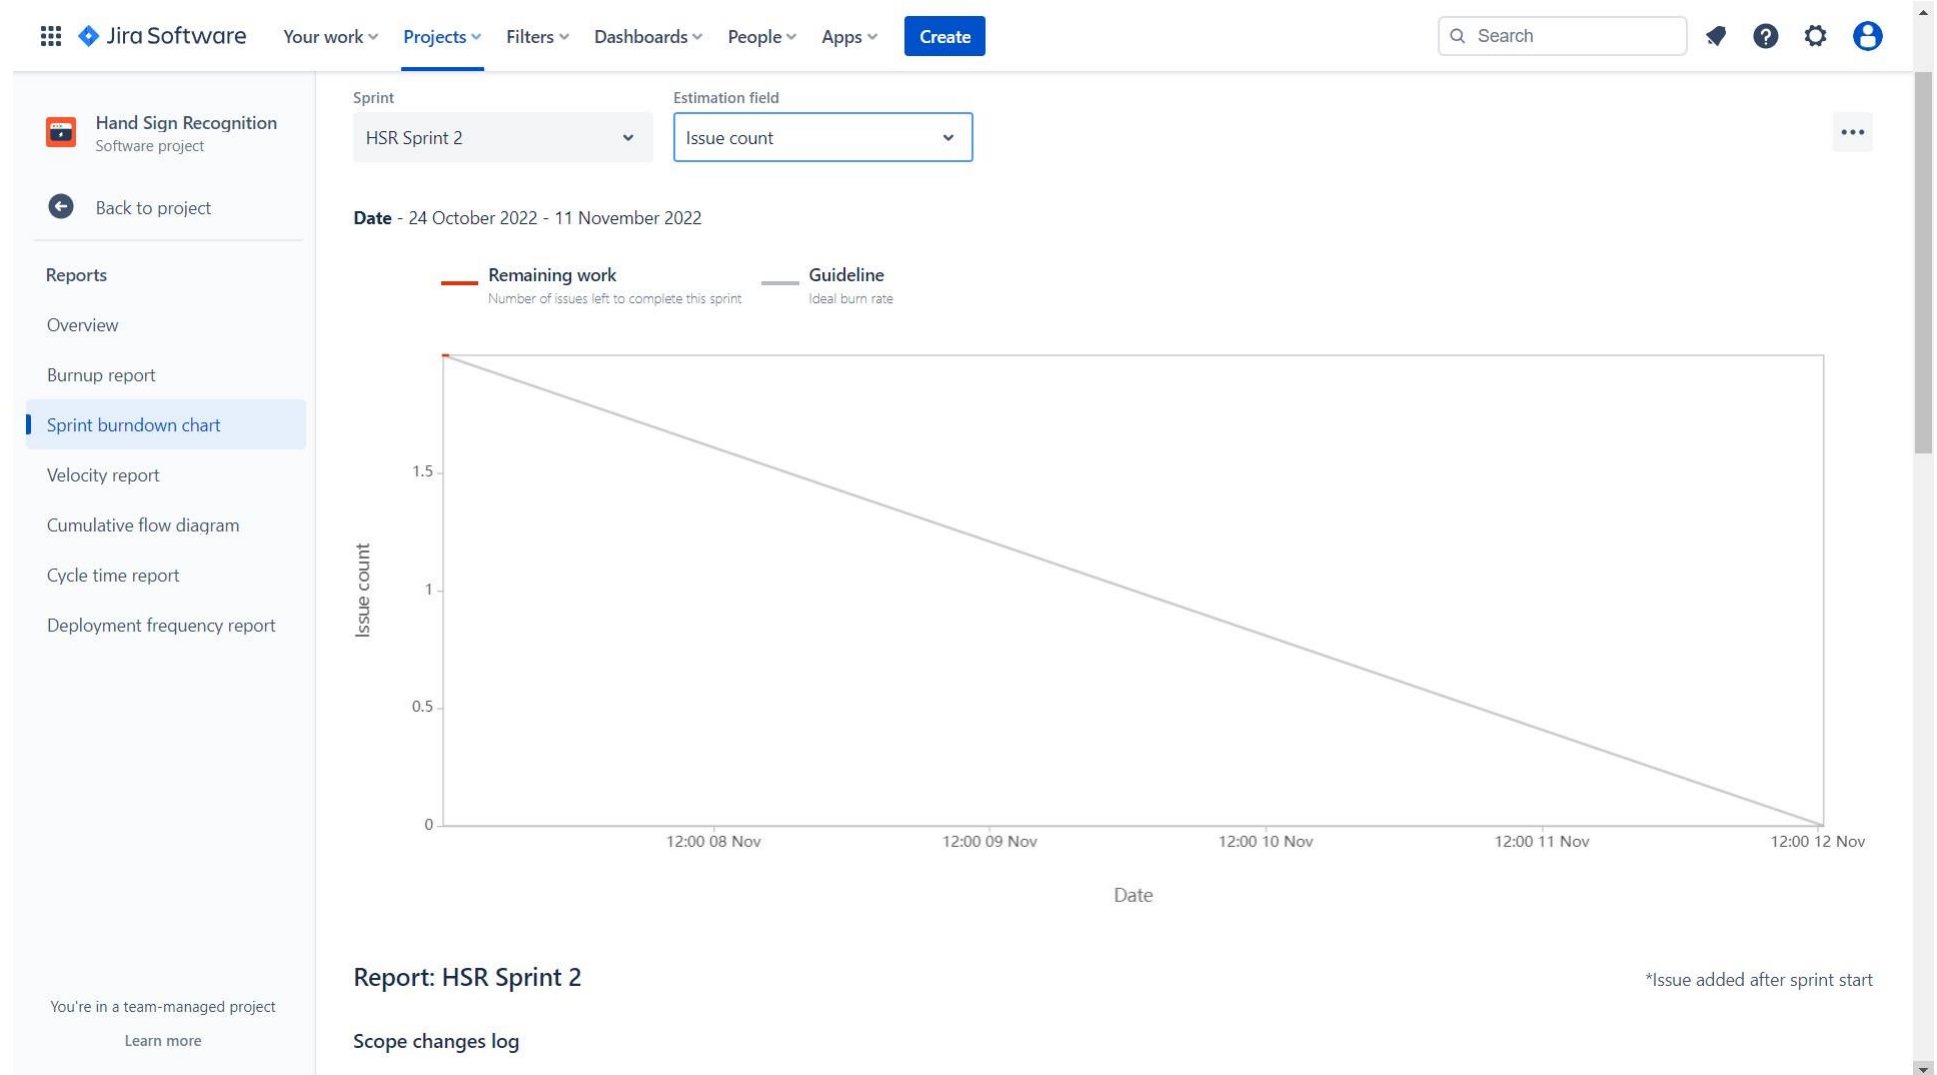 Jira Software Your work Projects Filters Dashboards People Apps Create Search
Hand Sign Recognition
Software project
Back to project
Reports
Overview
Burnup report
Sprint burndown chart
Velocity report
Cumulative flow diagram
Cycle time report
Deployment frequency report
You're in a team-managed project
Learn more
Sprint Estimation field
HSR Sprint 2 Issue count
Date - 24 October 2022 - 11 November 2022
Remaining work Guideline
Number of issues left to complete this sprint Ideal burn rate
1.5
1
0.5
0
Issue count
12:00 08 Nov 12:00 09 Nov 12:00 10 Nov 12:00 11 Nov 12:00 12 Nov
Date
Report: HSR Sprint 2
*Issue added after sprint start
Scope changes log